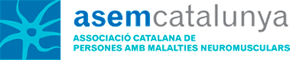 asemcatalunya
ASSOCIACIÓ CATALANA DE
PERSONES AMB MALALTIES NEUROMUSCULARS